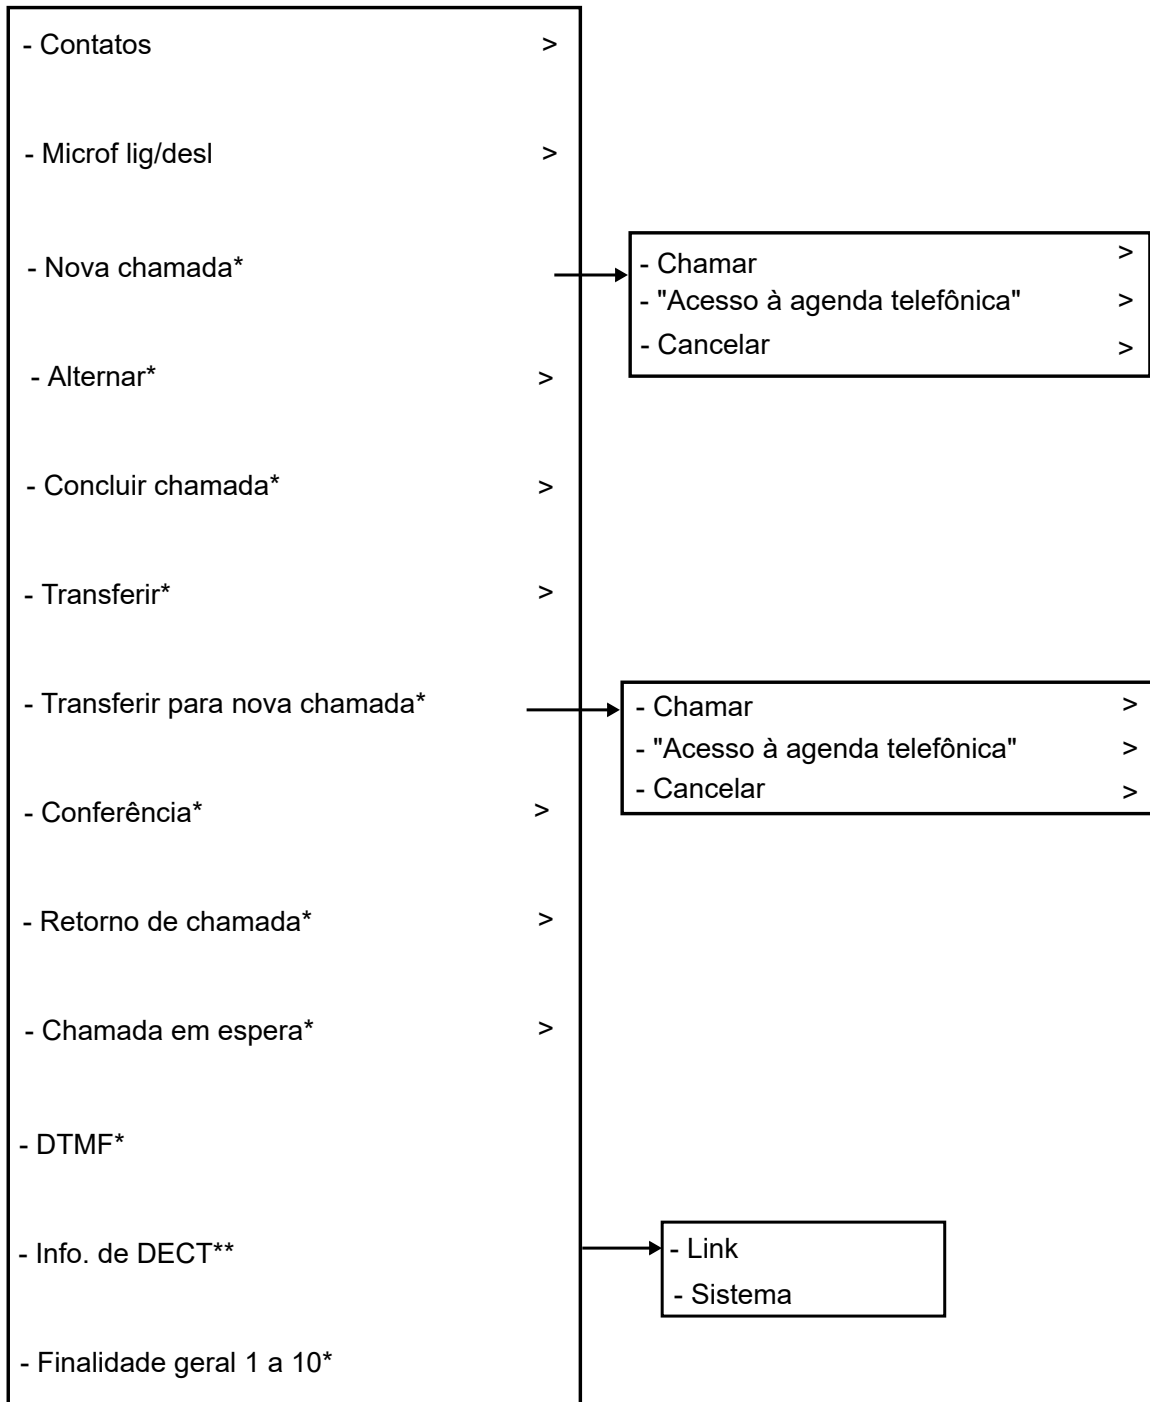 - Contatos >
- Microf lig/desl >
- Nova chamada*
- Chamar >
- "Acesso à agenda telefônica" >
- Cancelar >
- Alternar* >
- Concluir chamada* >
- Transferir* >
- Transferir para nova chamada*
- Chamar >
- "Acesso à agenda telefônica" >
- Cancelar >
- Conferência* >
- Retorno de chamada* >
- Chamada em espera* >
- DTMF*
- Info. de DECT**
- Link
- Sistema
- Finalidade geral 1 a 10*